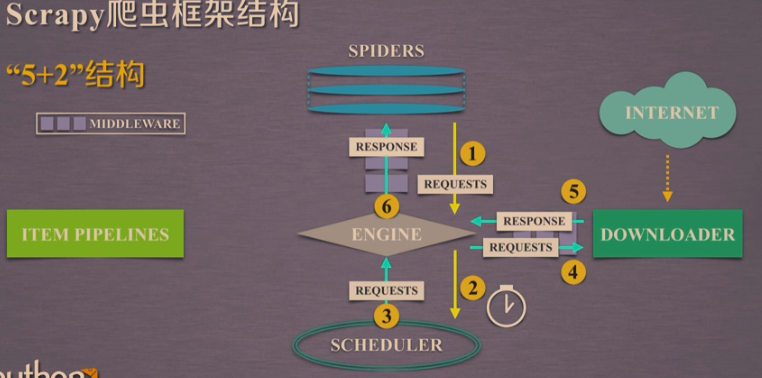 Scrapy爬虫框架结构
“5+2”结构
SPIDERS
MIDDLEWARE
INTERNET
RESPONSE
1
REQUESTS
5
6
RESPONSE
ITEM PIPELINES
ENGINE
DOWNLOADER
REQUESTS
4
REQUESTS
2
3
SCHEDULER